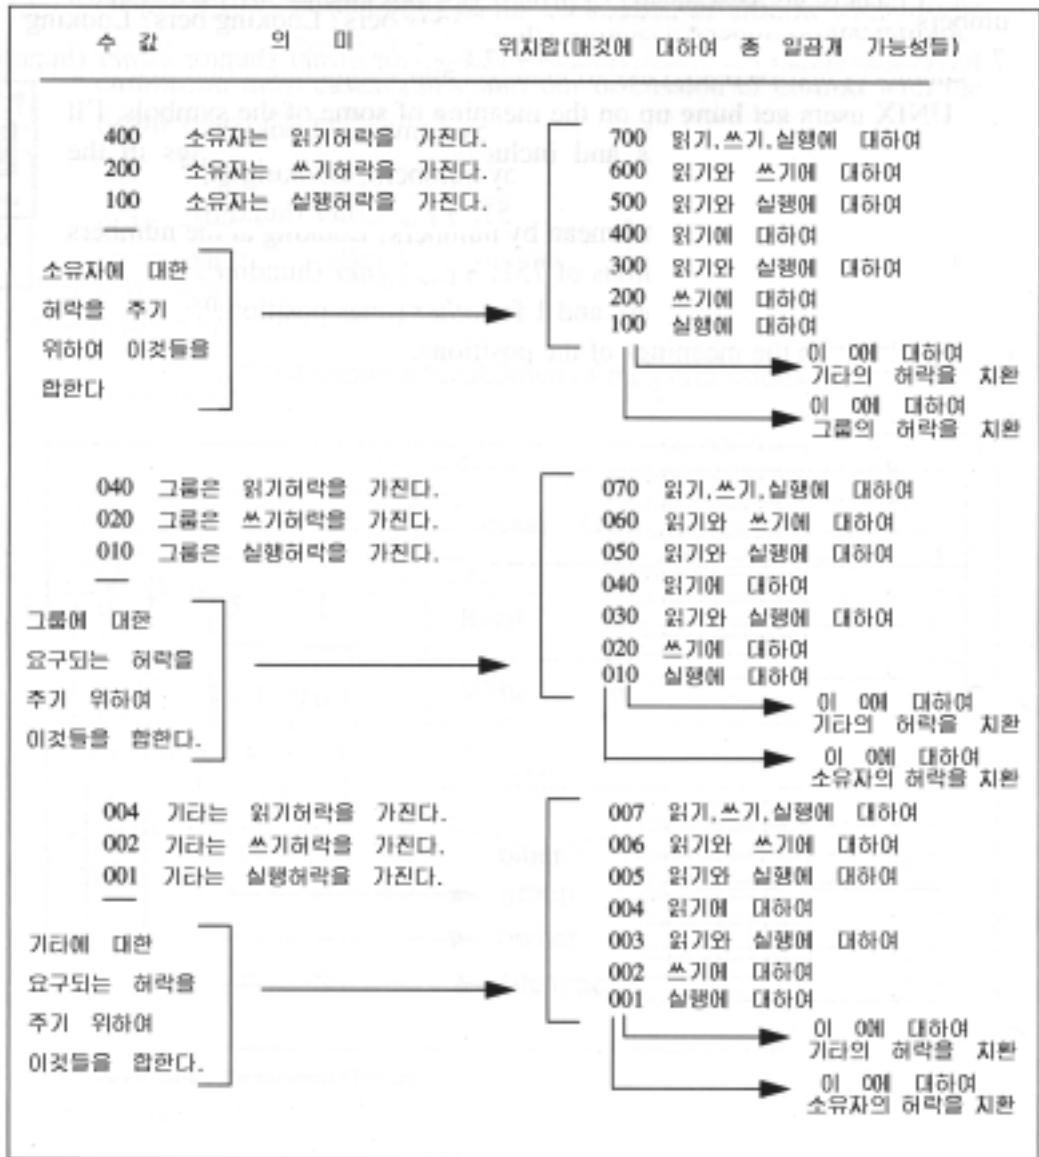 수 값 의 미 위치합(매것에 대하여 종 일곱개 가능성들)
400 소유자는 읽기허락을 가진다.
200 소유자는 쓰기허락을 가진다.
100 소유자는 실행허락을 가진다.
소유자에 대한
허락을 주기
위하여 이것들을
합한다
700 읽기,쓰기,실행에 대하여
600 읽기와 쓰기에 대하여
500 읽기와 실행에 대하여
400 읽기에 대하여
300 읽기와 실행에 대하여
200 쓰기에 대하여
100 실행에 대하여
이 0에 대하여
기타의 허락을 치환
이 0에 대하여
그룹의 허락을 치환
040 그룹은 읽기허락을 가진다.
020 그룹은 쓰기허락을 가진다.
010 그룹은 실행허락을 가진다.
그룹에 대한
요구되는 허락을
주기 위하여
이것들을 합한다.
070 읽기,쓰기,실행에 대하여
060 읽기와 쓰기에 대하여
050 읽기와 실행에 대하여
040 읽기에 대하여
030 읽기와 실행에 대하여
020 쓰기에 대하여
010 실행에 대하여
이 0에 대하여
기타의 허락을 치환
이 0에 대하여
소유자의 허락을 치환
004 기타는 읽기허락을 가진다.
002 기타는 쓰기허락을 가진다.
001 기타는 실행허락을 가진다.
기타에 대한
요구되는 허락을
주기 위하여
이것들을 합한다.
007 읽기,쓰기,실행에 대하여
006 읽기와 쓰기에 대하여
005 읽기와 실행에 대하여
004 읽기에 대하여
003 읽기와 실행에 대하여
002 쓰기에 대하여
001 실행에 대하여
이 0에 대하여
기타의 허락을 치환
이 0에 대하여
소유자의 허락을 치환